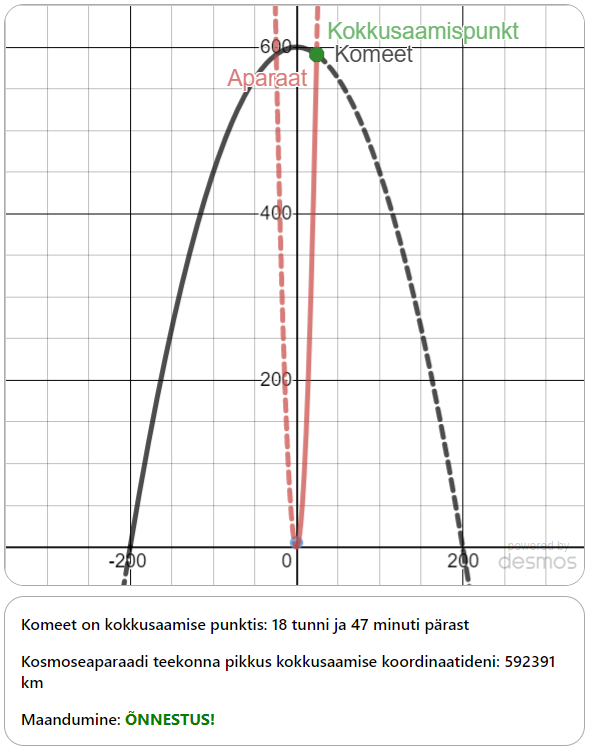 Kokkusaamispunkt
600
Komeet
Aparaat
400
200
-200
0
200
powered by
desmos
Komeet on kokkusaamise punktis: 18 tunni ja 47 minuti pärast
Kosmoseaparaadi teekonna pikkus kokkusaamise koordinaatideni: 592391
km
Maandumine: ÕNNESTUS!